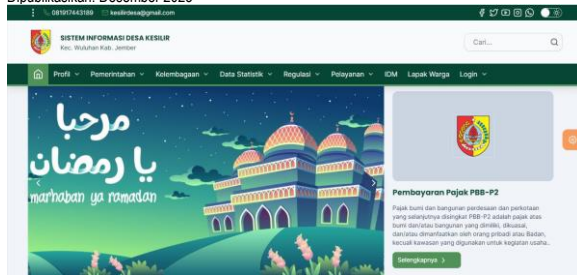 Dipublikasikan: Desember 2025
081917443189 kesilirdesa@gmail.com
SISTEM INFORMASI DESA KESILIR
Kec. Wuluhan Kab. Jember
Cari...
Profil Pemerintahan Kelembagaan Data Statistik Regulasi Pelayanan IDM Lapak Warga Login
مرحبا
يا رمضان
marhaban ya ramadan
Pembayaran Pajak PBB-P2
Pajak bumi dan bangunan perdesaan dan perkotaan
yang selanjutnya disingkat PBB-P2 adalah pajak atas
bumi dan/atau bangunan yang dimiliki, dikuasai,
dan/atau dimanfaatkan oleh orang pribadi atau Badan,
kecuali kawasan yang digunakan untuk kegiatan usaha..
Selengkapnya